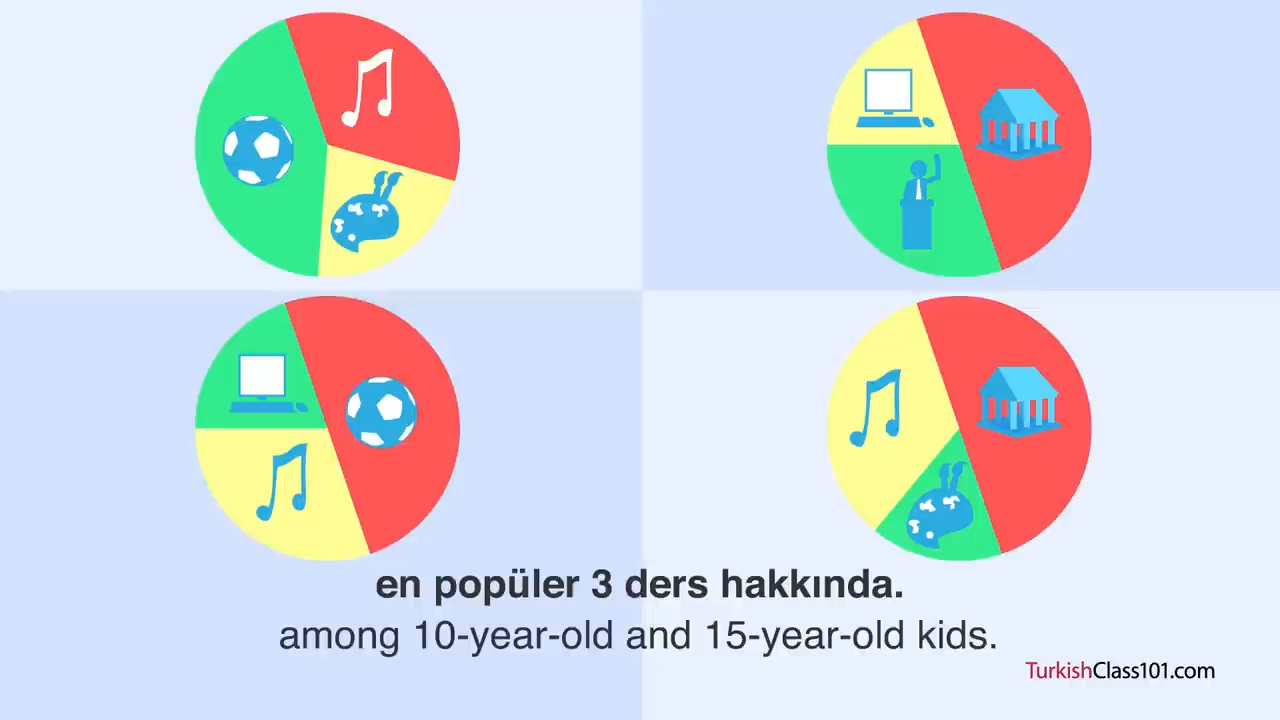 en popüler 3 ders hakkında.
among 10-year-old and 15-year-old kids.
TurkishClass101.com